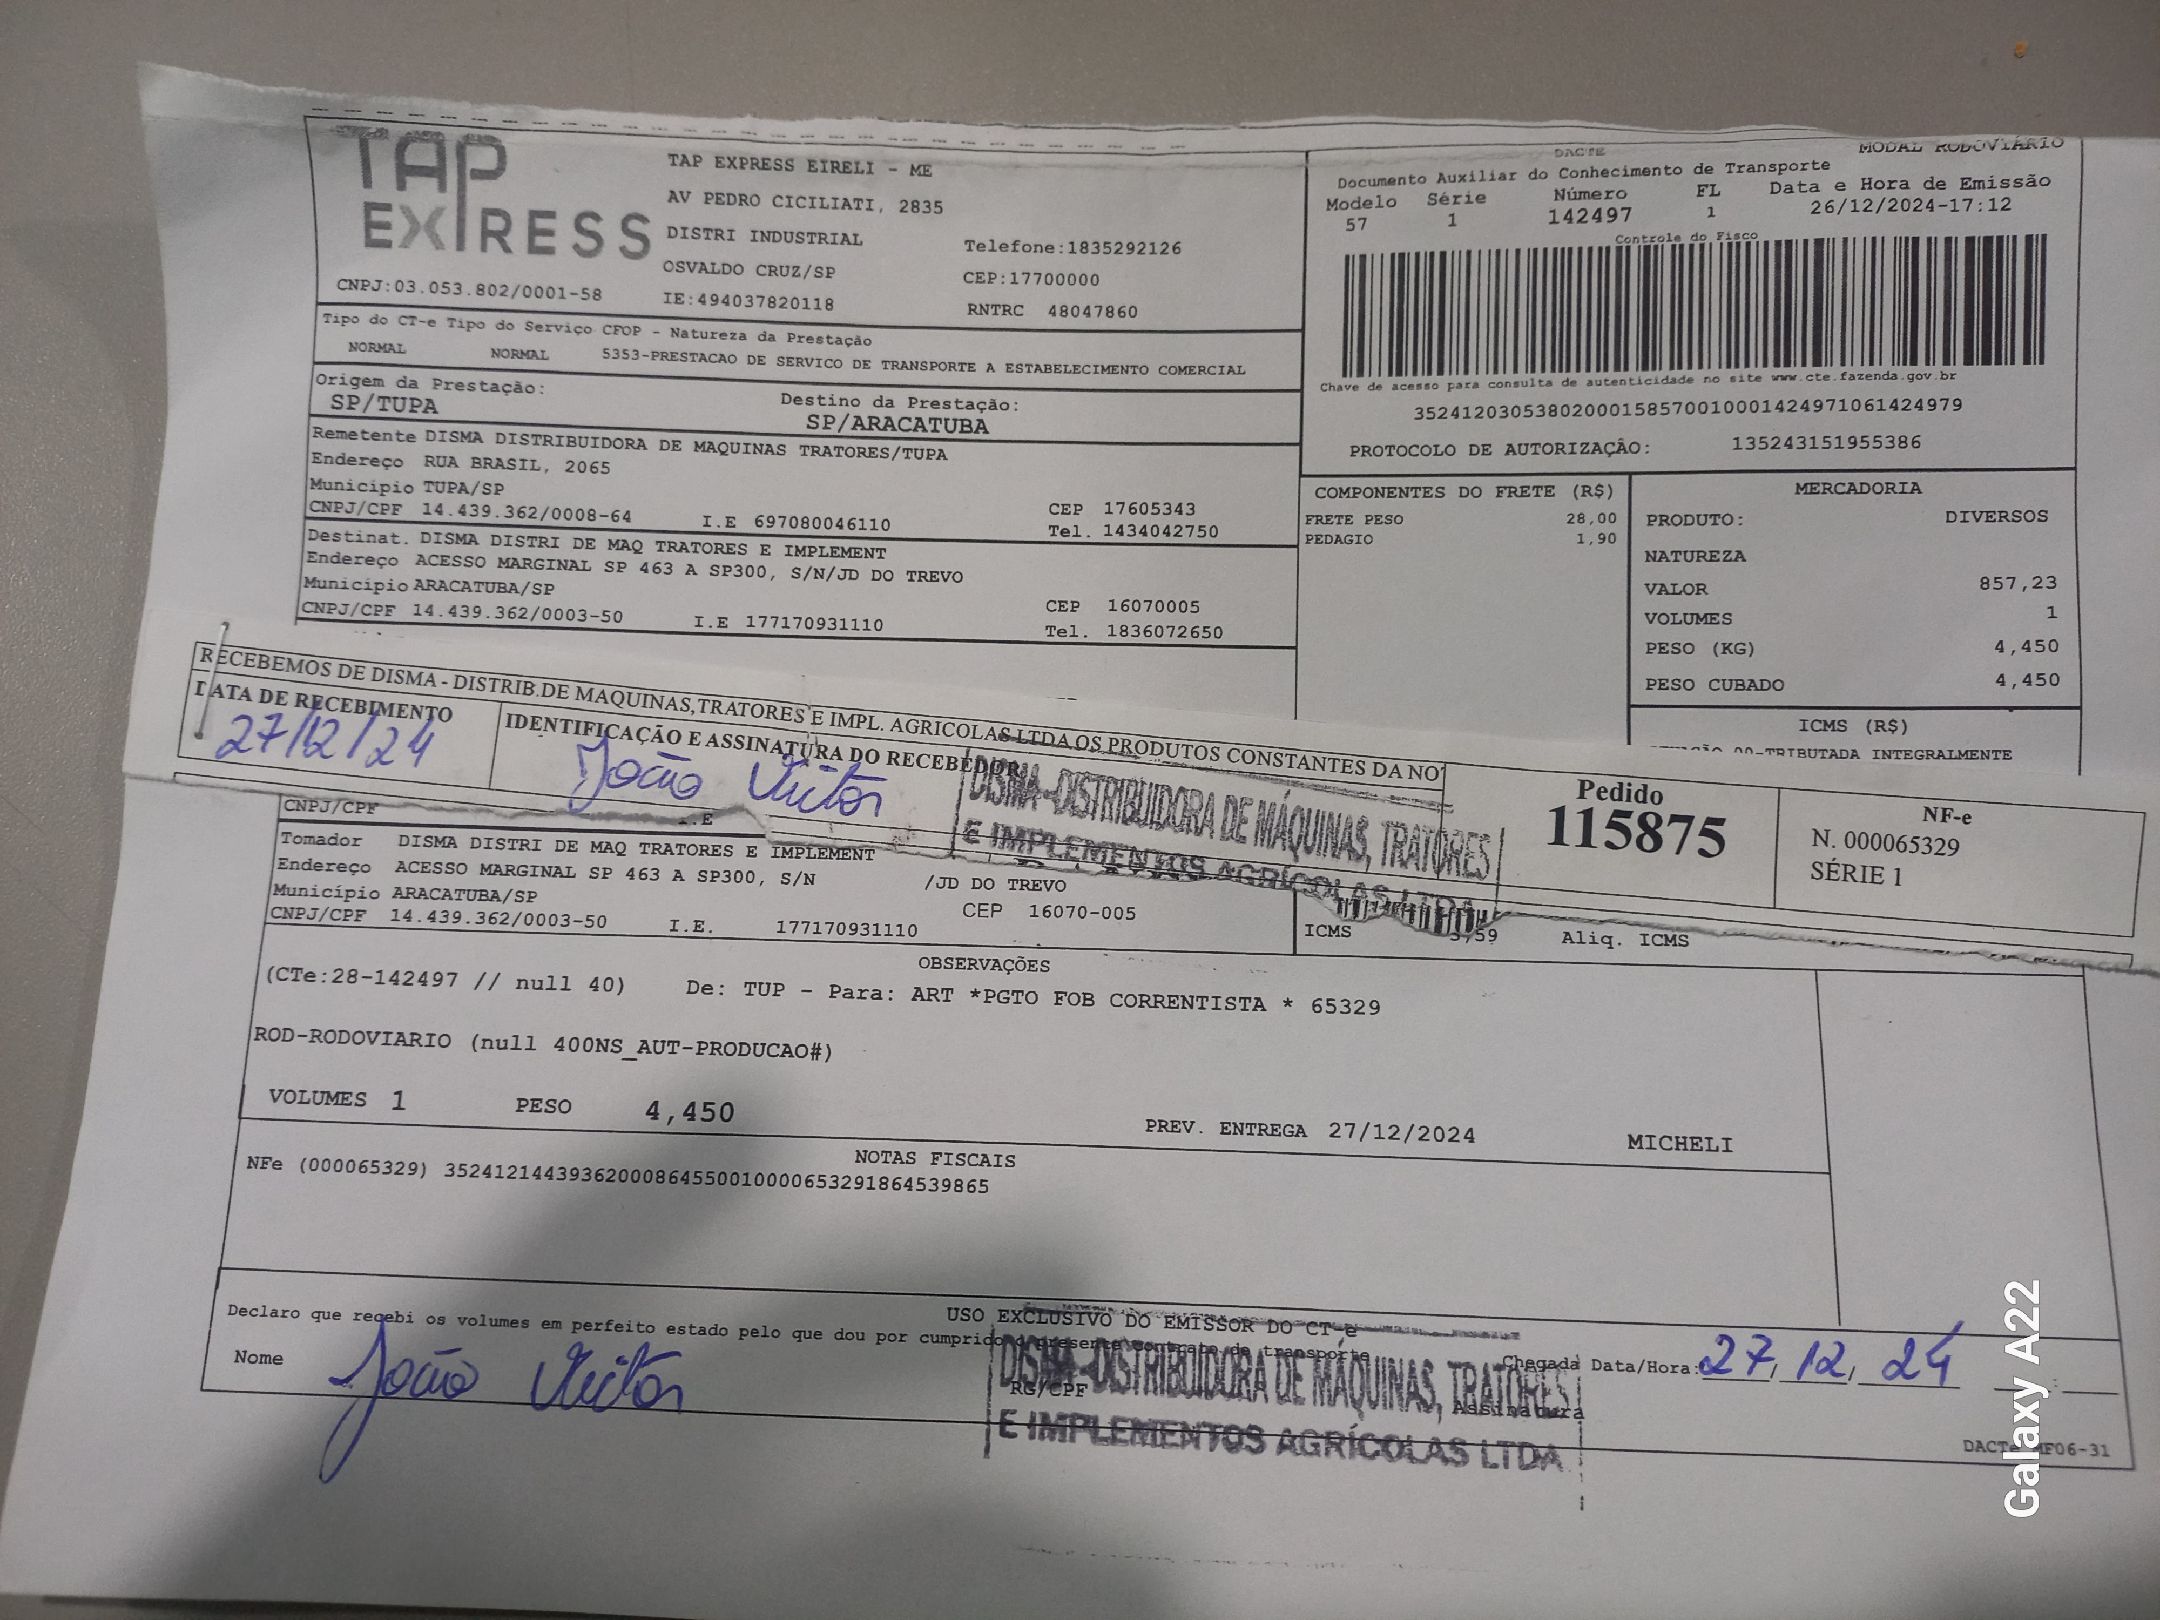 TAP
EXPRESS
CNPJ:03.053.802/0001-58
TAP EXPRESS EIRELI - ME
AV PEDRO CICILIATI, 2835
DISTRI INDUSTRIAL
OSVALDO CRUZ/SP
IE:494037820118
Telefone:1835292126
CEP:17700000
RNTRC 48047860
DACTE
MODAL RODOVIÁRIO
Documento Auxiliar do Conhecimento de Transporte
Modelo Série Número FL Data e Hora de Emissão
57 1 142497 1 26/12/2024-17:12
Controle do Fisco
Chave de acesso para consulta de autenticidade no site www.cte.fazenda.gov.br
35241203053802000158570010001424971061424979
PROTOCOLO DE AUTORIZAÇÃO: 135243151955386
Tipo do CT-e Tipo do Serviço CFOP - Natureza da Prestação
NORMAL NORMAL 5353-PRESTACAO DE SERVICO DE TRANSPORTE A ESTABELECIMENTO COMERCIAL
Origem da Prestação: Destino da Prestação:
SP/TUPA SP/ARACATUBA
Remetente DISMA DISTRIBUIDORA DE MAQUINAS TRATORES/TUPA
Endereço RUA BRASIL, 2065
Município TUPA/SP CEP 17605343
CNPJ/CPF 14.439.362/0008-64 I.E 697080046110 Tel. 1434042750
Destinat. DISMA DISTRI DE MAQ TRATORES E IMPLEMENT
Endereço ACESSO MARGINAL SP 463 A SP300, S/N/JD DO TREVO
Município ARACATUBA/SP CEP 16070005
CNPJ/CPF 14.439.362/0003-50 I.E 177170931110 Tel. 1836072650
COMPONENTES DO FRETE (R$)
FRETE PESO 28,00
PEDAGIO 1,90
MERCADORIA
PRODUTO: DIVERSOS
NATUREZA
VALOR 857,23
VOLUMES 1
PESO (KG) 4,450
PESO CUBADO 4,450
ICMS (R$)
00-TRIBUTADA INTEGRALMENTE
RECEBEMOS DE DISMA - DISTRIB.DE MAQUINAS,TRATORES E IMPL. AGRICOLAS LTDA OS PRODUTOS CONSTANTES DA NO
DATA DE RECEBIMENTO IDENTIFICAÇÃO E ASSINATURA DO RECEBEDOR
27/12/24 João Victor
DISMA-DISTRIBUIDORA DE MÁQUINAS, TRATORES
E IMPLEMENTOS AGRÍCOLAS LTDA
Pedido
115875
NF-e
N. 000065329
SÉRIE 1
CNPJ/CPF I.E
Tomador DISMA DISTRI DE MAQ TRATORES E IMPLEMENT
Endereço ACESSO MARGINAL SP 463 A SP300, S/N /JD DO TREVO
Município ARACATUBA/SP CEP 16070-005
CNPJ/CPF 14.439.362/0003-50 I.E. 177170931110
ICMS 3,59 Aliq. ICMS
OBSERVAÇÕES
(CTe:28-142497 // null 40) De: TUP - Para: ART *PGTO FOB CORRENTISTA * 65329
ROD-RODOVIARIO (null 400NS_AUT-PRODUCAO#)
VOLUMES 1 PESO 4,450 PREV. ENTREGA 27/12/2024 MICHELI
NOTAS FISCAIS
NFe (000065329) 35241214439362000864550010000653291864539865
USO EXCLUSIVO DO EMISSOR DO CT-e
Declaro que recebi os volumes em perfeito estado pelo que dou por cumprido o presente contrato de transporte
Nome João Victor RG/CPF Assinatura
Chegada Data/Hora: 27, 12, 24
DISMA-DISTRIBUIDORA DE MÁQUINAS, TRATORES
E IMPLEMENTOS AGRÍCOLAS LTDA
DACTe MF06-31
Galaxy A22